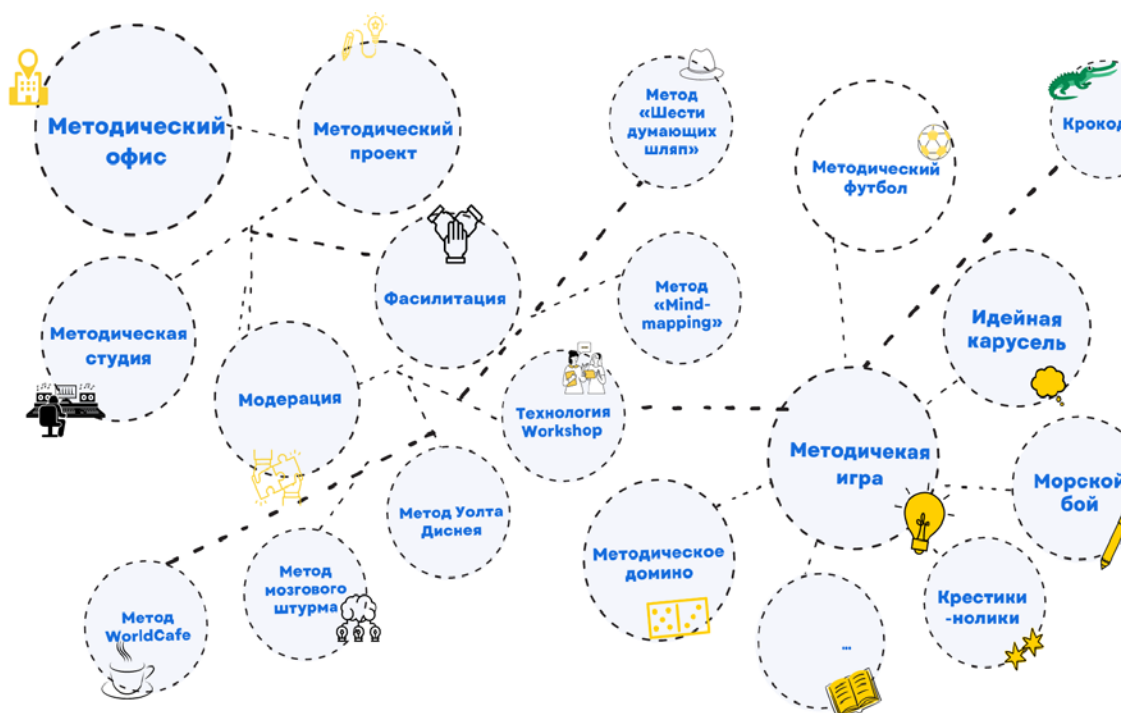 Методический
офис
Методический
проект
Метод
«Шести
думающих
шляп»
Методический
футбол
Крокод
Фасилитация
Методическая
студия
Метод
«Mind-
mapping»
Идейная
карусель
Модерация
Технология
Workshop
Методичекая
игра
Морской
бой
Метод Уолта
Диснея
Методическое
домино
Метод
мозгового
штурма
Метод
WorldCafe
Крестики
-нолики
...